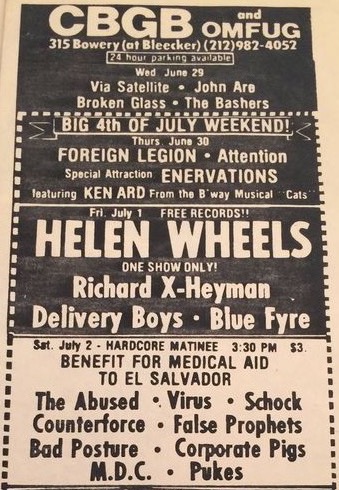 CBGB and OMFUG
315 Bowery (at Bleecker) (212) 982-4052
24 hour parking available
Wed. June 29
Via Satellite • John Are
Broken Glass • The Bashers
BIG 4th OF JULY WEEKEND!
Thurs. June 30
FOREIGN LEGION • Attention
Special Attraction ENERVATIONS
featuring KEN ARD From the B'way Musical "Cats"
Fri. July 1 FREE RECORDS!!
HELEN WHEELS
ONE SHOW ONLY!
Richard X-Heyman
Delivery Boys • Blue Fyre
Sat. July 2 - HARDCORE MATINEE 3:30 PM $3.
BENEFIT FOR MEDICAL AID
TO EL SALVADOR
The Abused • Virus • Schock
Counterforce • False Prophets
Bad Posture • Corporate Pigs
M.D.C. • Pukes